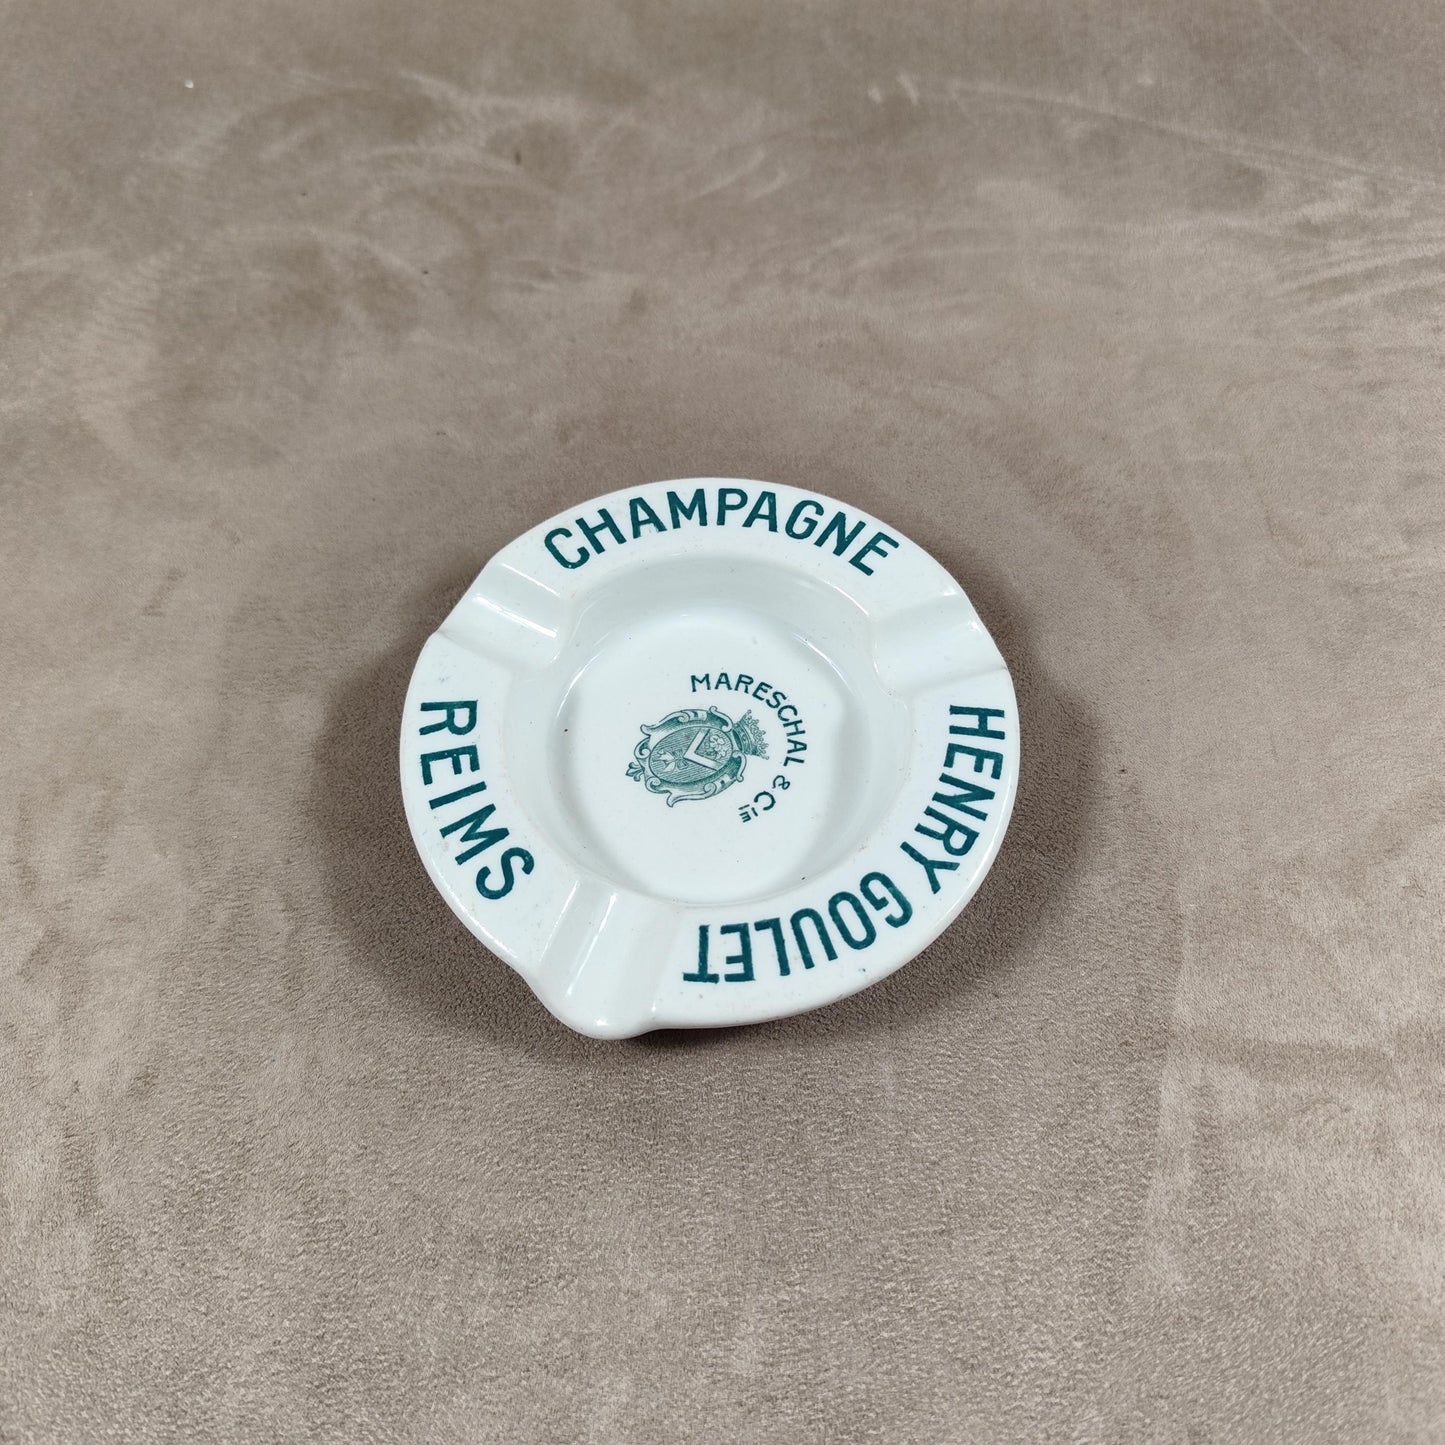 CHAMPAGNE
HENRY GOULET
REIMS
MARESCHAL & CIE